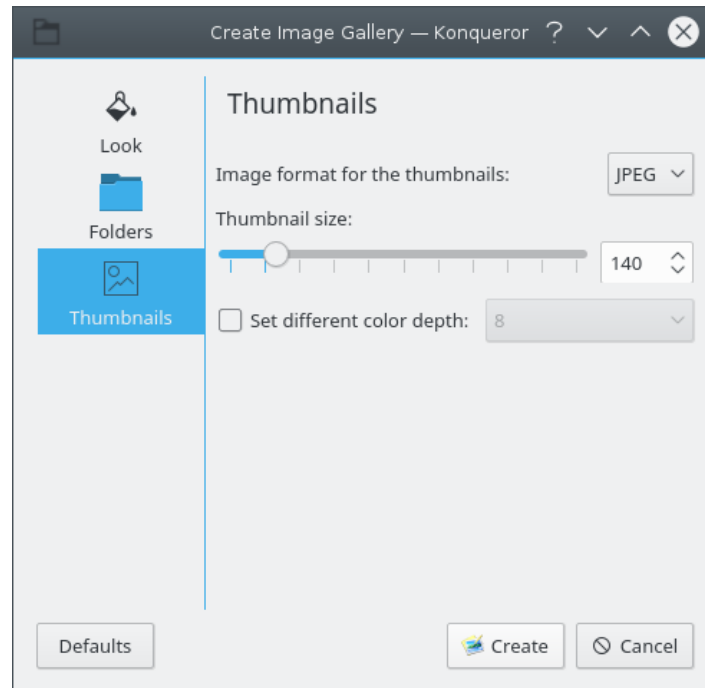 Create Image Gallery — Konqueror
Look
Folders
Thumbnails
Thumbnails
Image format for the thumbnails: JPEG
Thumbnail size:
140
Set different color depth: 8
Defaults Create Cancel